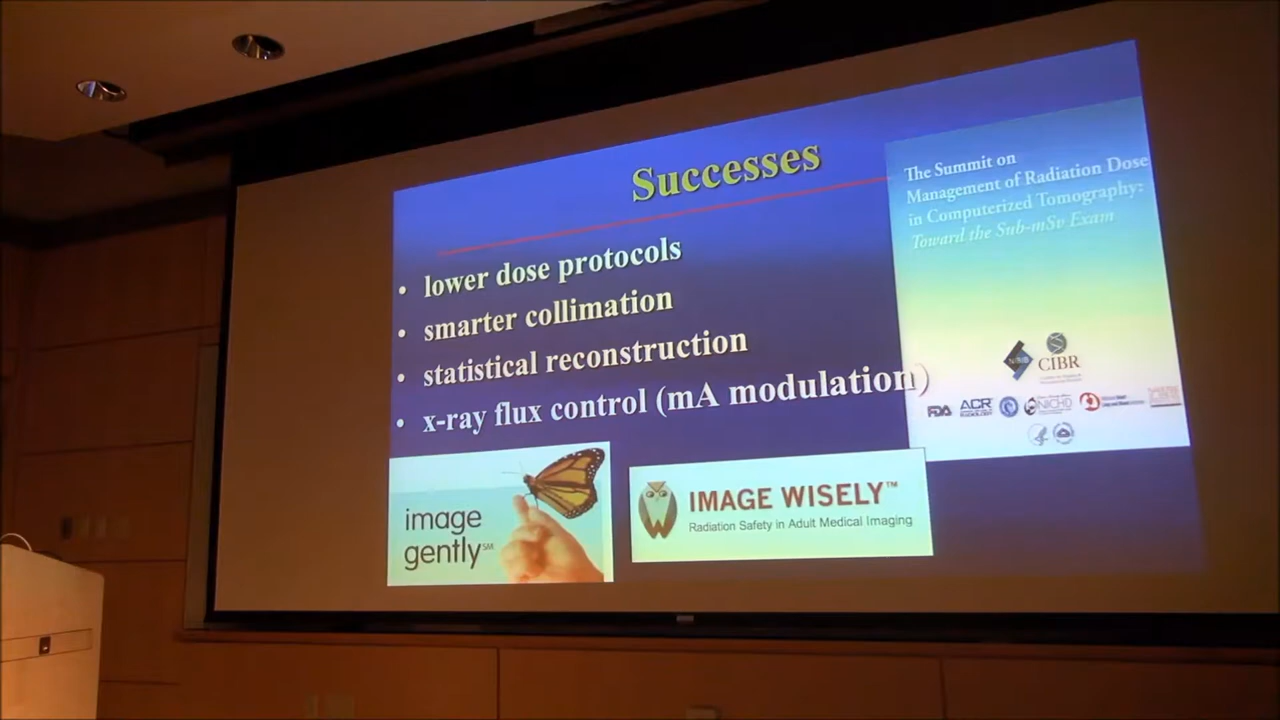 Successes
• lower dose protocols
• smarter collimation
• statistical reconstruction
• x-ray flux control (mA modulation)
The Summit on
Management of Radiation Dose
in Computerized Tomography:
Toward the Sub-mSv Exam
CIBR
FDA
ACR
NICHD
image
gently℠
IMAGE WISELY™
Radiation Safety in Adult Medical Imaging